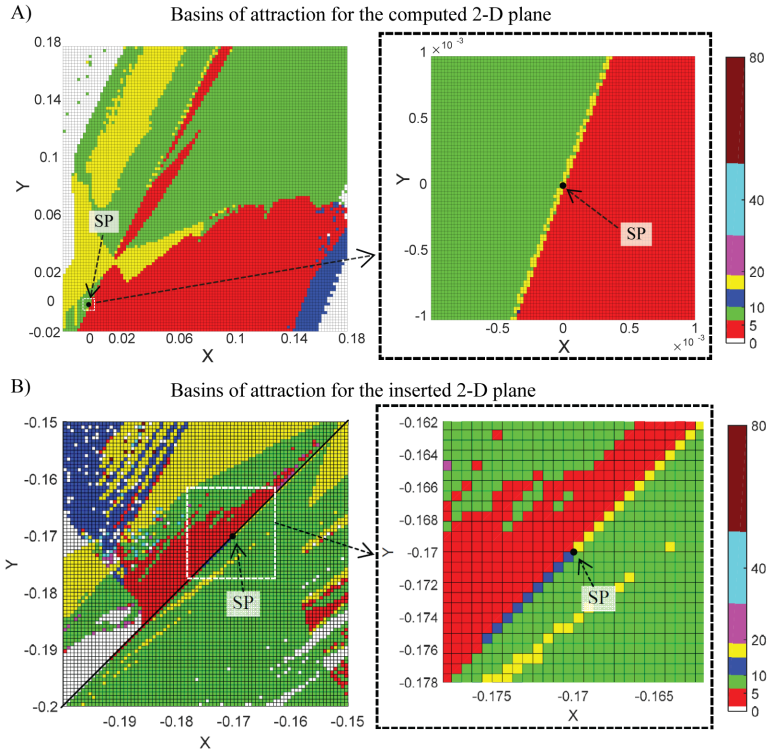 A) Basins of attraction for the computed 2-D plane
0.18
0.14
0.1
0.06
0.02
0
-0.02
Y
SP
0 0.02 0.06 0.1 0.14 0.18
X
1 ×10⁻³
0.5
0
-0.5
-1
Y
SP
-0.5 0 0.5 1
X
×10⁻³
80
40
20
10
5
0
B) Basins of attraction for the inserted 2-D plane
-0.15
-0.16
-0.17
-0.18
-0.19
-0.2
Y
SP
-0.19 -0.18 -0.17 -0.16 -0.15
X
-0.162
-0.164
-0.166
-0.168
-0.17
-0.172
-0.174
-0.176
-0.178
Y
SP
-0.175 -0.17 -0.165
X
80
40
20
10
5
0